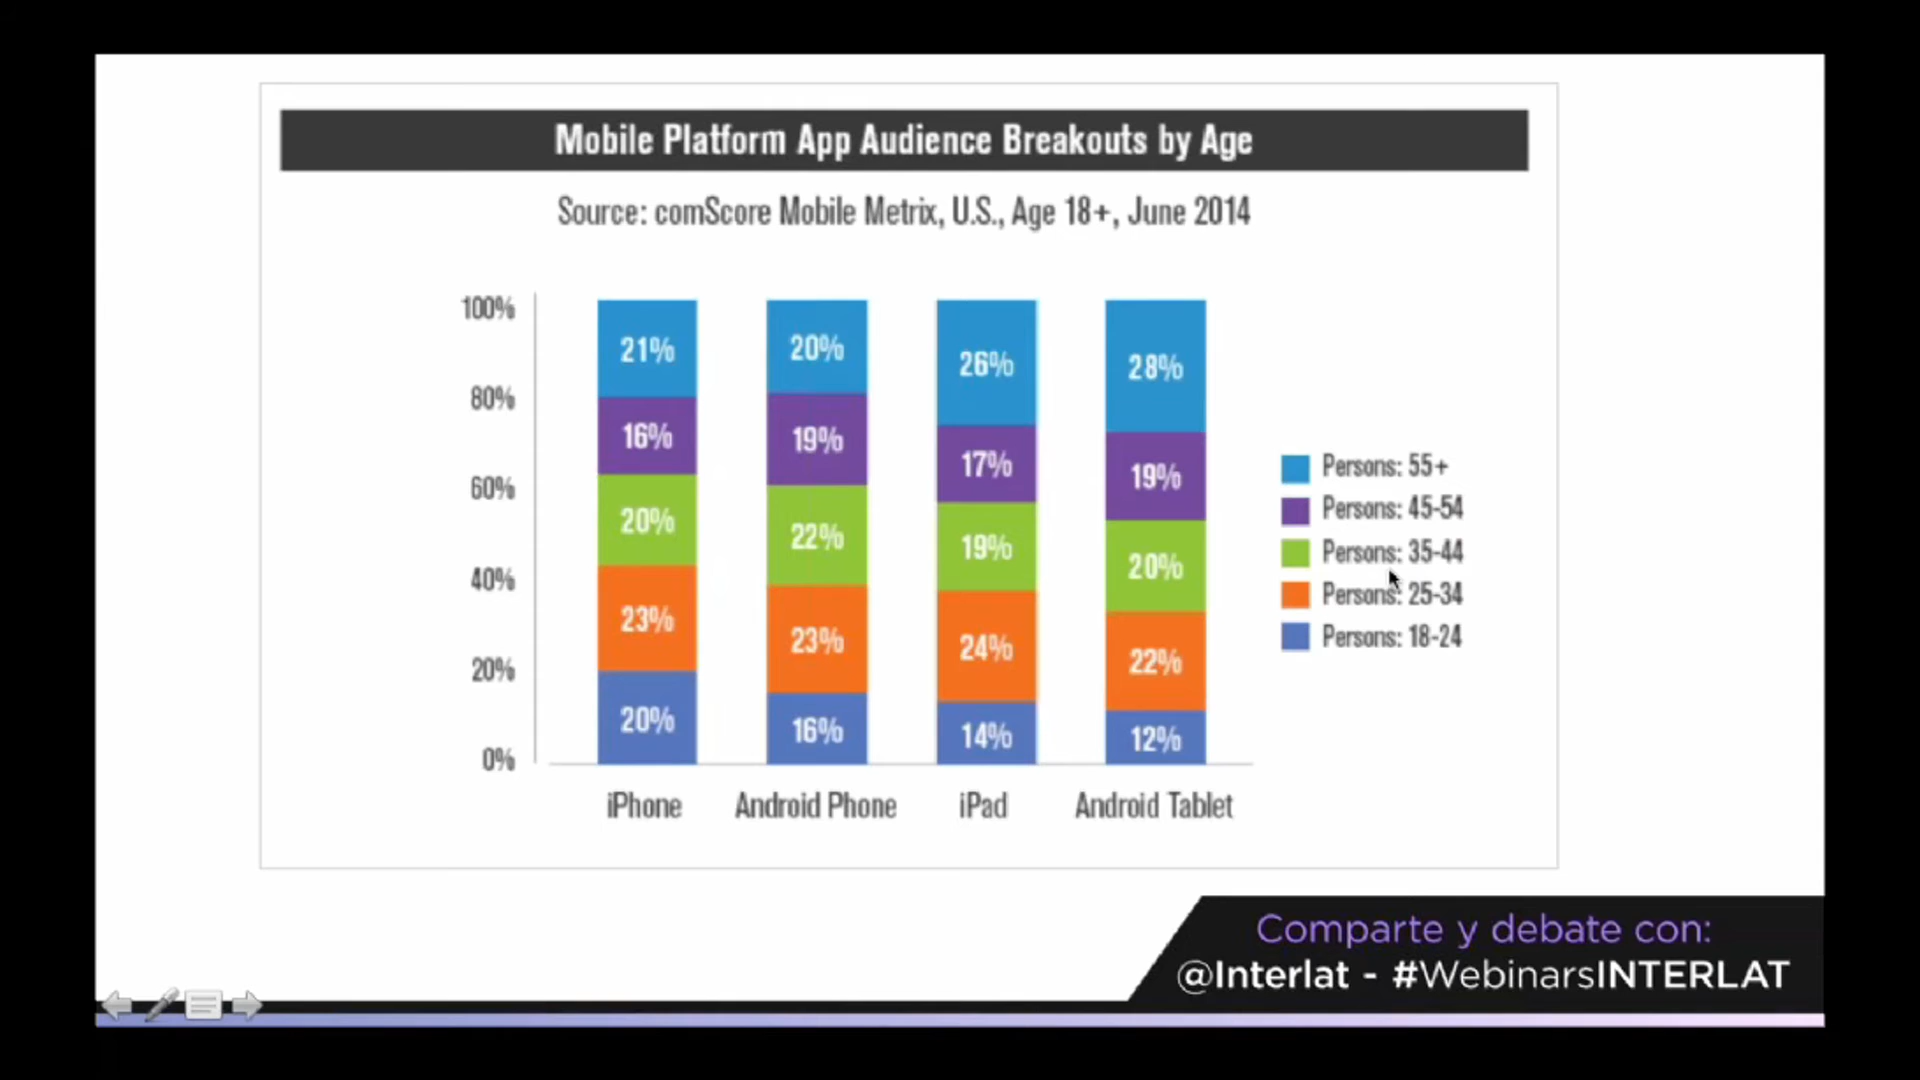 Mobile Platform App Audience Breakouts by Age
Source: comScore Mobile Metrix, U.S., Age 18+, June 2014
100%
80%
60%
40%
20%
0%
21%
16%
20%
23%
20%
20%
19%
22%
23%
16%
26%
17%
19%
24%
14%
28%
19%
20%
22%
12%
iPhone
Android Phone
iPad
Android Tablet
Persons: 55+
Persons: 45-54
Persons: 35-44
Persons: 25-34
Persons: 18-24
Comparte y debate con:
@Interlat - #WebinarsINTERLAT